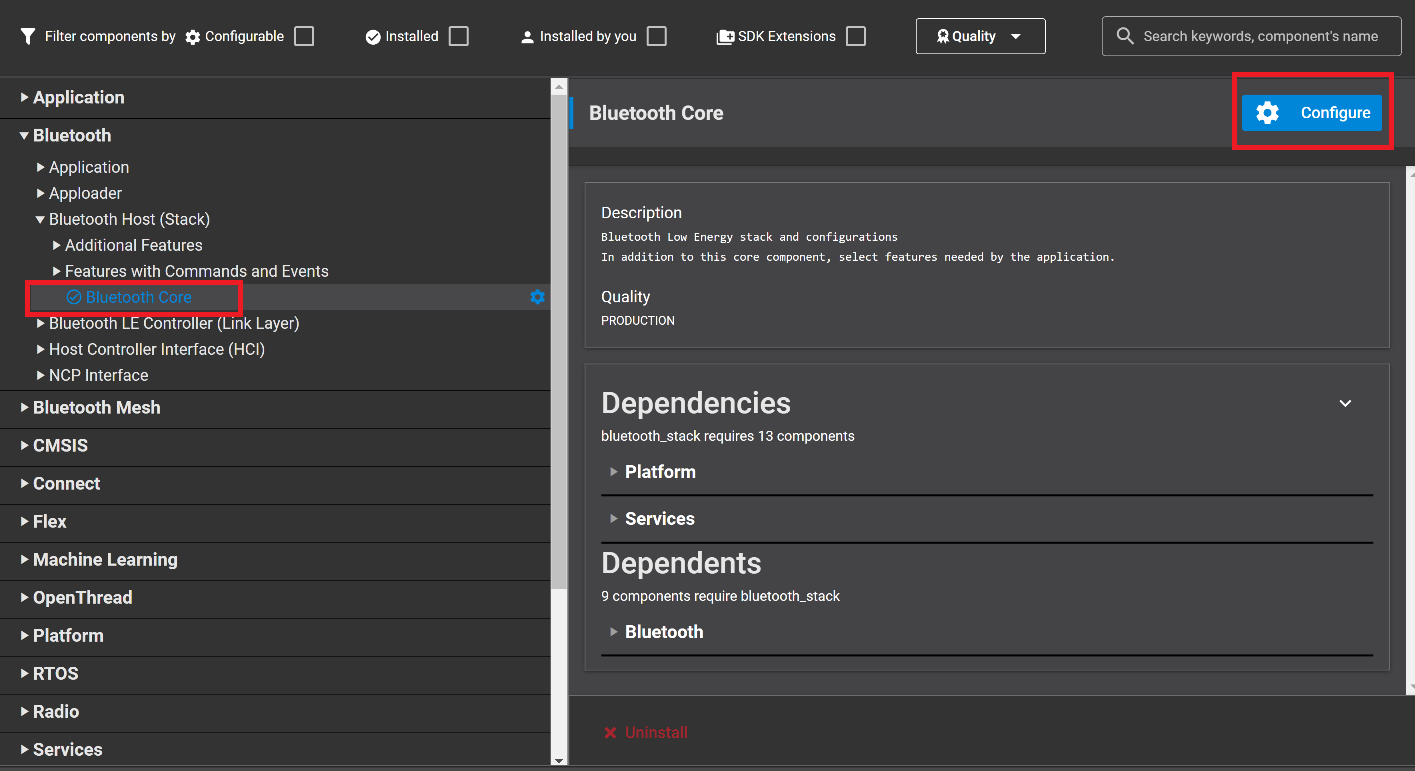 Filter components by Configurable Installed Installed by you SDK Extensions Quality Search keywords, component's name
Application
Bluetooth
Application
Apploader
Bluetooth Host (Stack)
Additional Features
Features with Commands and Events
Bluetooth Core
Bluetooth LE Controller (Link Layer)
Host Controller Interface (HCI)
NCP Interface
Bluetooth Mesh
CMSIS
Connect
Flex
Machine Learning
OpenThread
Platform
RTOS
Radio
Services
Bluetooth Core
Configure
Description
Bluetooth Low Energy stack and configurations
In addition to this core component, select features needed by the application.
Quality
PRODUCTION
Dependencies
bluetooth_stack requires 13 components
Platform
Services
Dependents
9 components require bluetooth_stack
Bluetooth
Uninstall